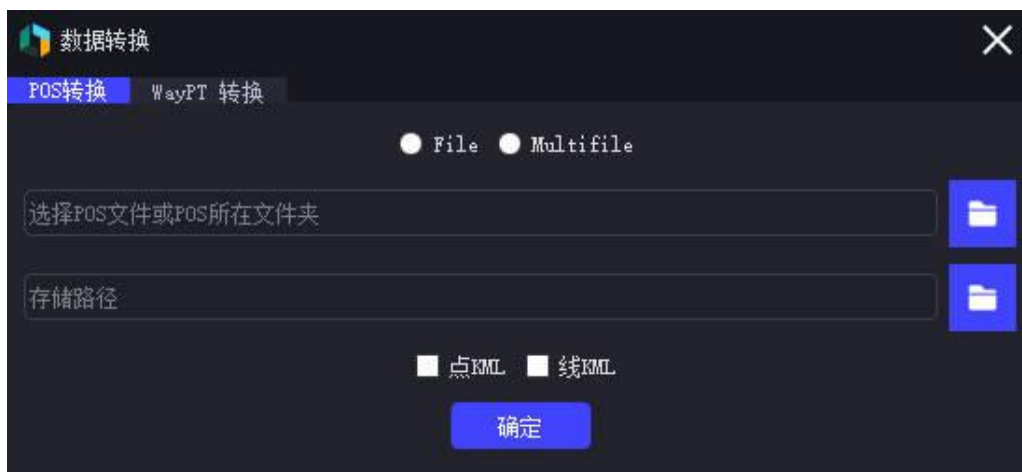 数据转换
POS转换 WayPT 转换
File Multifile
选择POS文件或POS所在文件夹
存储路径
点KML 线KML
确定